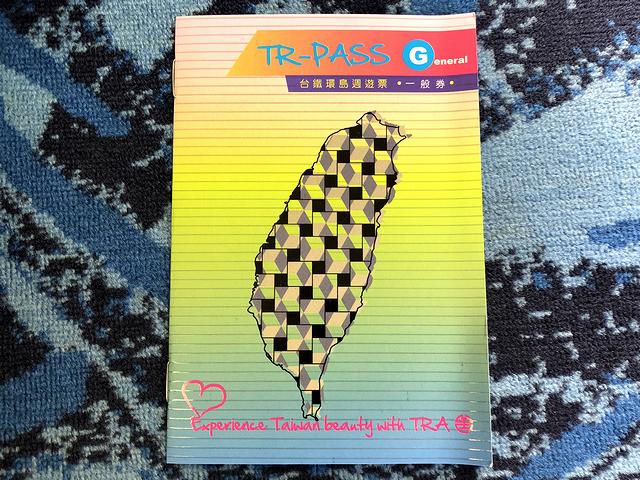 TR-PASS General
台鐵環島週遊票 • 一般券 •
Experience Taiwan beauty with TRA